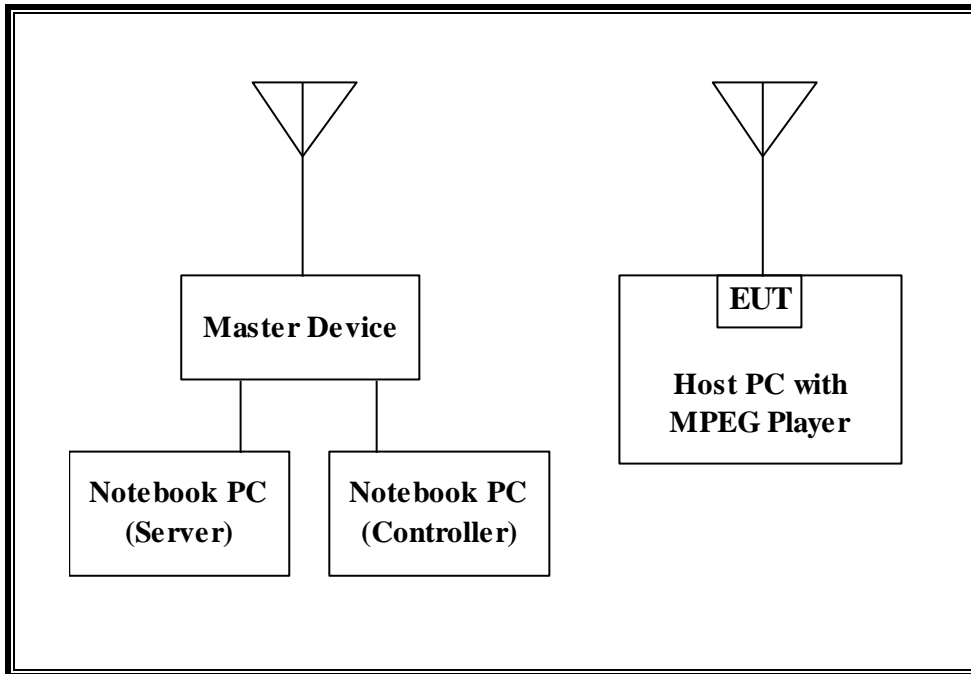 EUT
Master Device
Host PC with
MPEG Player
Notebook PC
(Server)
Notebook PC
(Controller)